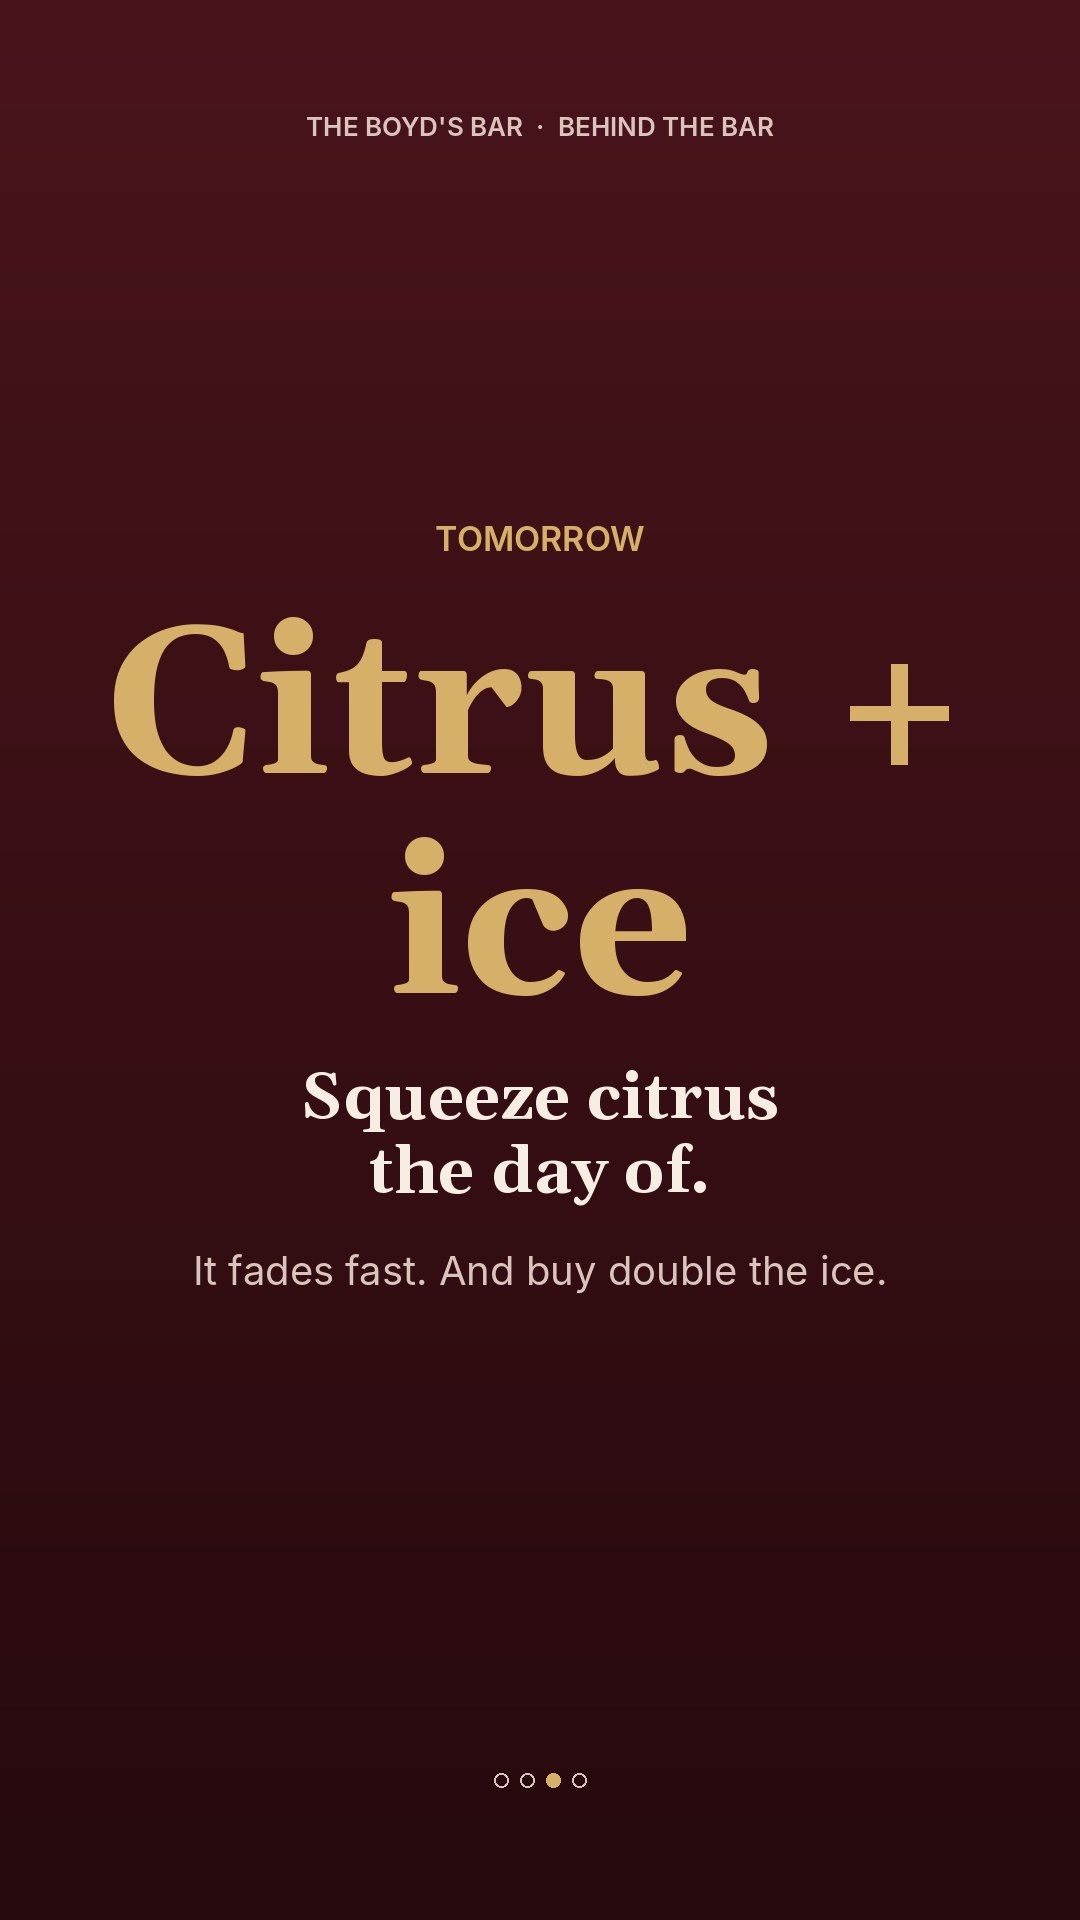 THE BOYD'S BAR · BEHIND THE BAR
TOMORROW
Citrus +
ice
Squeeze citrus
the day of.
It fades fast. And buy double the ice.